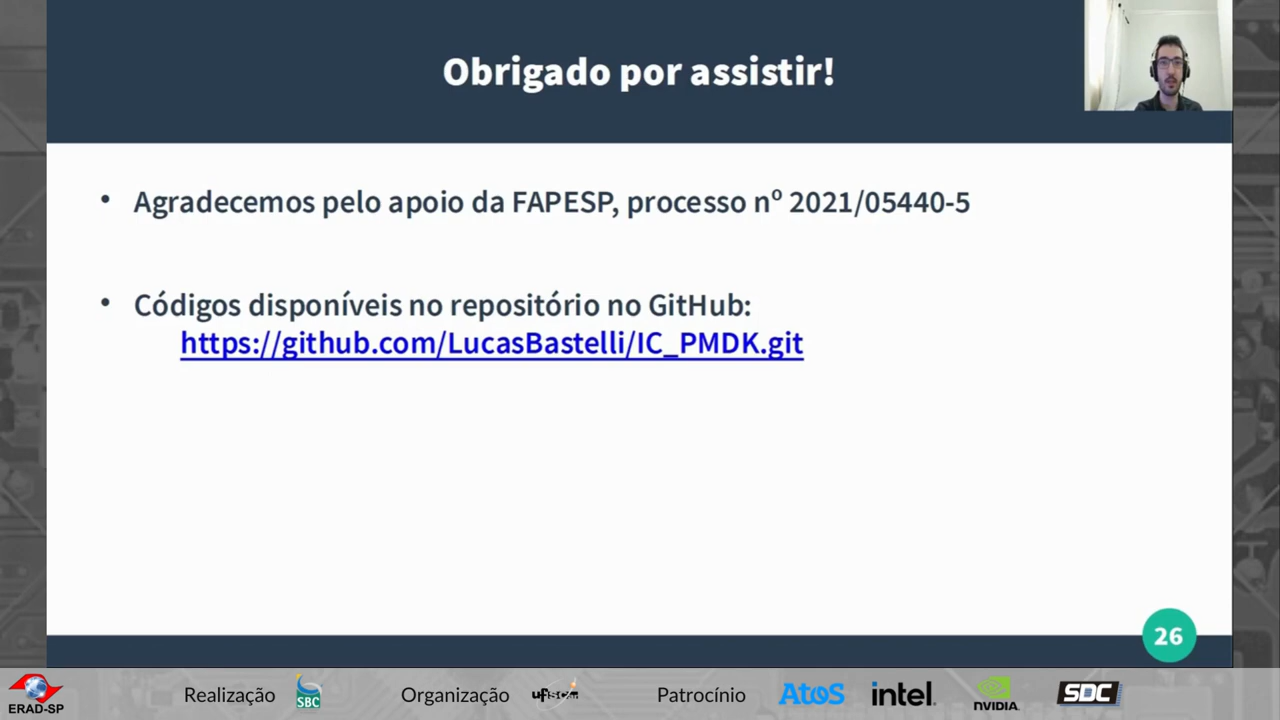 Obrigado por assistir!
• Agradecemos pelo apoio da FAPESP, processo nº 2021/05440-5
• Códigos disponíveis no repositório no GitHub:
https://github.com/LucasBastelli/IC_PMDK.git
26
ERAD-SP
Realização
SBC
Organização
ufscar
Patrocínio
Atos
intel.
NVIDIA.
SDC